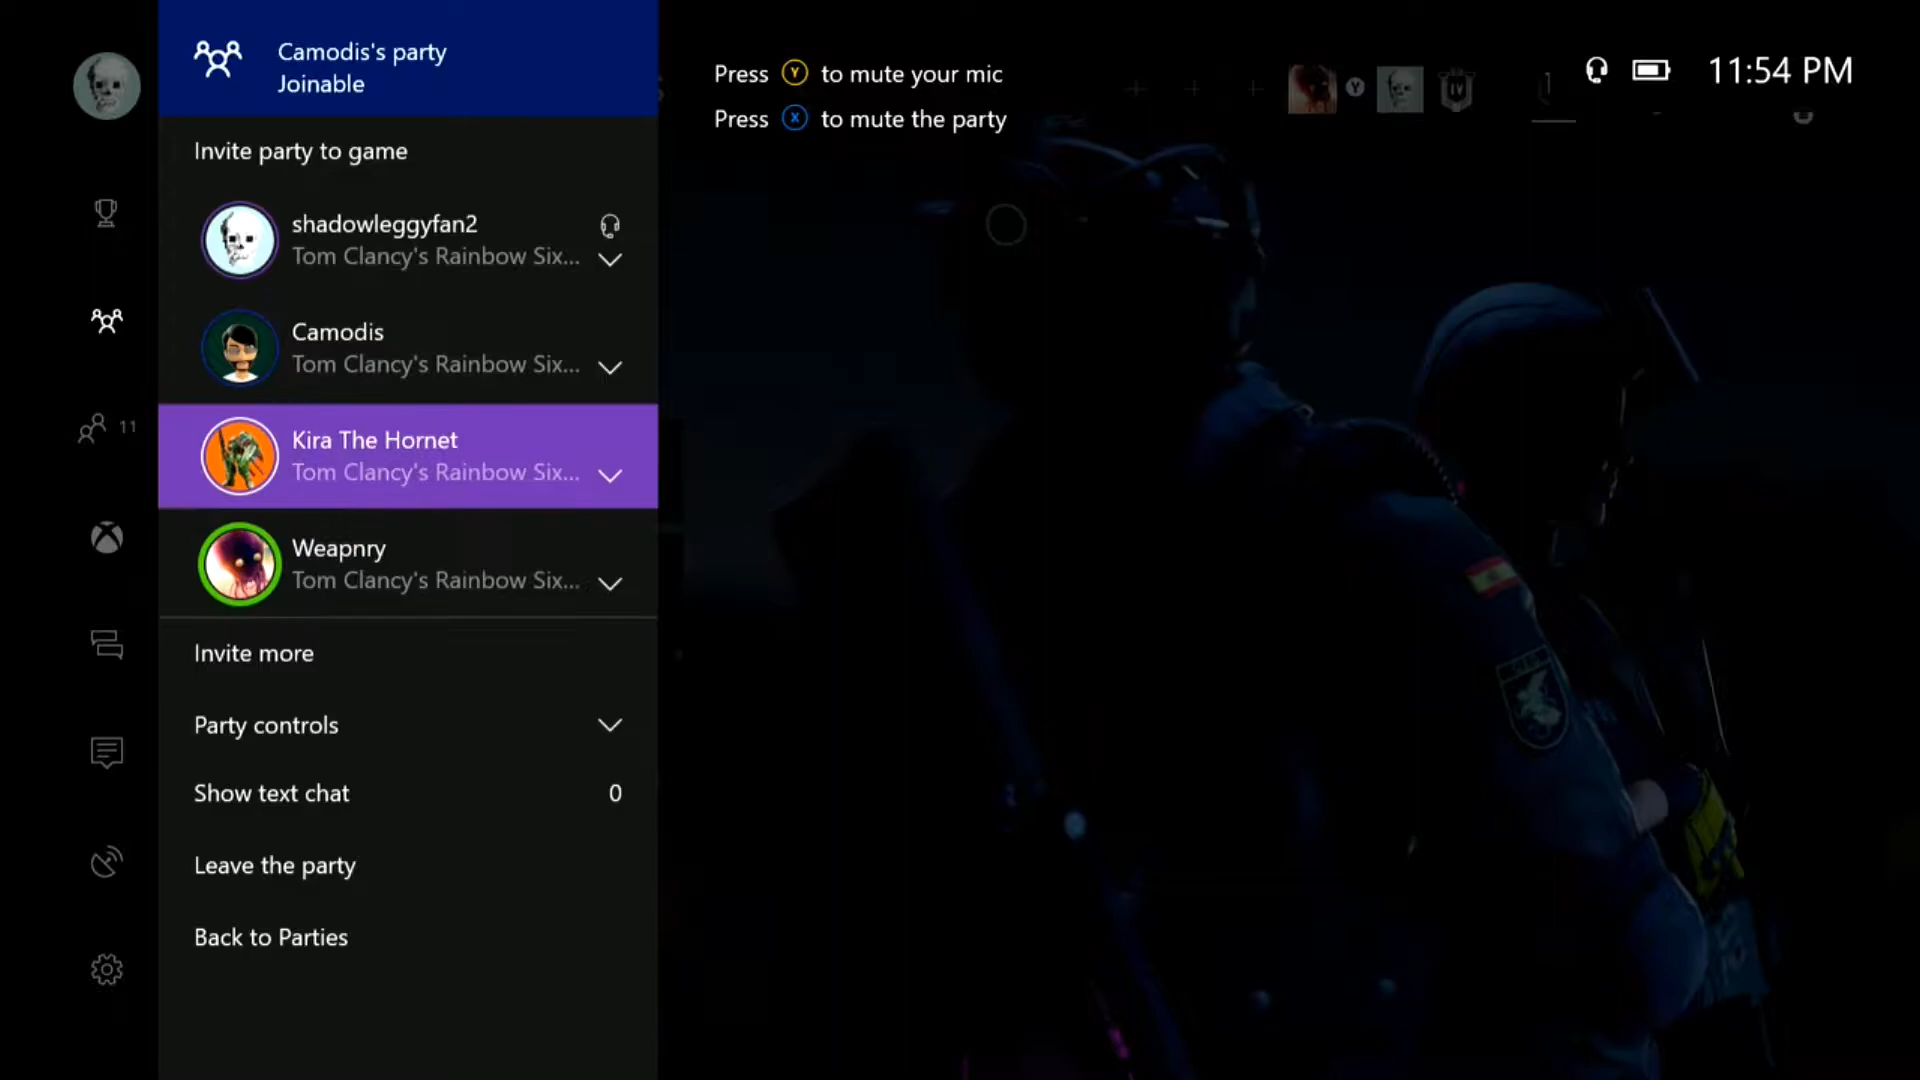 Camodis's party
Joinable
Press Y to mute your mic
Press X to mute the party
Y
IV
11:54 PM
Invite party to game
shadowleggyfan2
Tom Clancy's Rainbow Six...
Camodis
Tom Clancy's Rainbow Six...
Kira The Hornet
Tom Clancy's Rainbow Six...
11
Weapnry
Tom Clancy's Rainbow Six...
Invite more
Party controls
Show text chat 0
Leave the party
Back to Parties